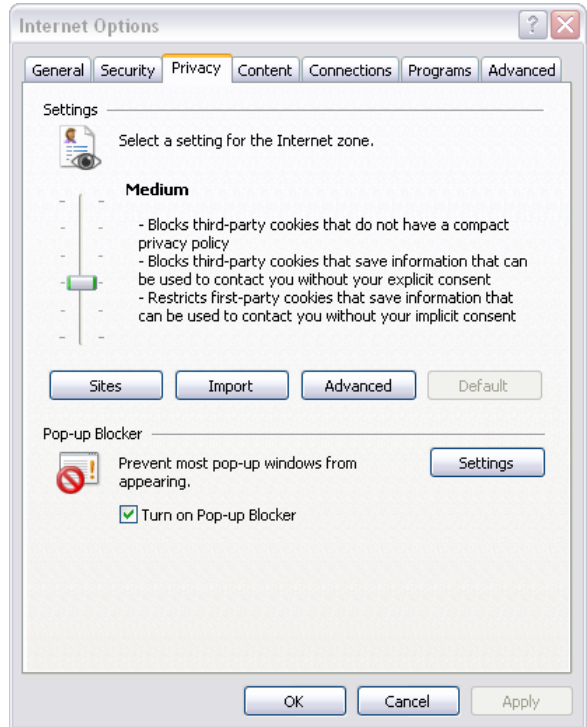 Internet Options
General Security Privacy Content Connections Programs Advanced
Settings
Select a setting for the Internet zone.
Medium
- Blocks third-party cookies that do not have a compact
privacy policy
- Blocks third-party cookies that save information that can
be used to contact you without your explicit consent
- Restricts first-party cookies that save information that
can be used to contact you without your implicit consent
Sites Import Advanced Default
Pop-up Blocker
Prevent most pop-up windows from
appearing.
Settings
Turn on Pop-up Blocker
OK Cancel Apply